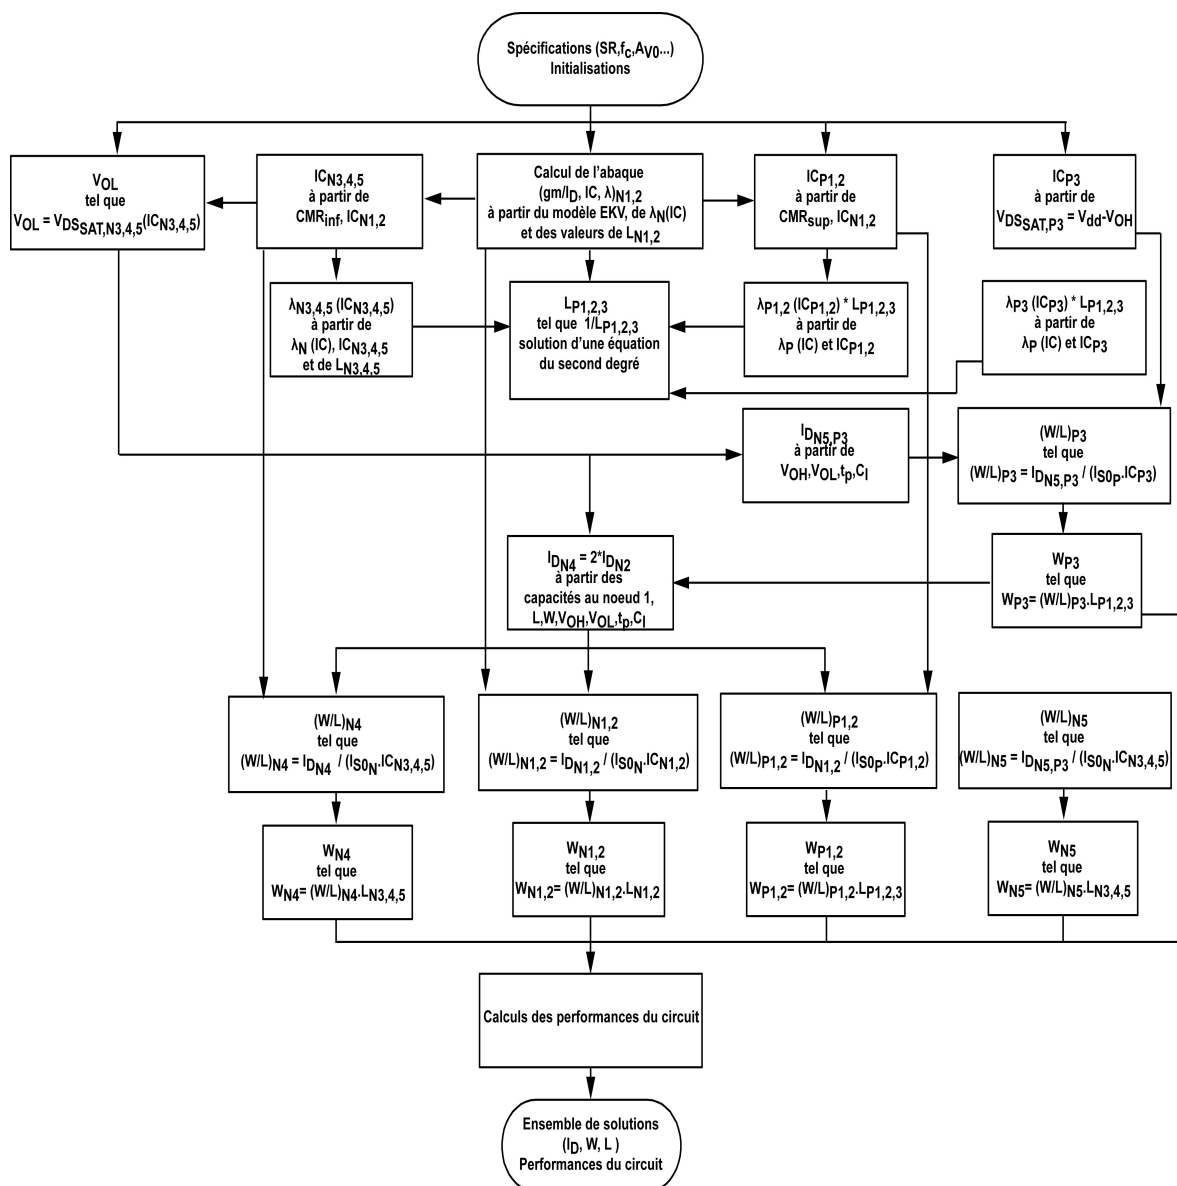 Spécifications (SR,fc,AV0...)
Initialisations
VOL
tel que
VOL = VDSSAT,N3,4,5(ICN3,4,5)
ICN3,4,5
à partir de
CMRinf, ICN1,2
Calcul de l'abaque
(gm/ID, IC, λ)N1,2
à partir du modèle EKV, de λN(IC)
et des valeurs de LN1,2
ICP1,2
à partir de
CMRsup, ICN1,2
ICP3
à partir de
VDSSAT,P3 = Vdd-VOH
λN3,4,5 (ICN3,4,5)
à partir de
λN (IC), ICN3,4,5
et de LN3,4,5
LP1,2,3
tel que 1/LP1,2,3
solution d'une équation
du second degré
λP1,2 (ICP1,2) * LP1,2,3
à partir de
λP (IC) et ICP1,2
λP3 (ICP3) * LP1,2,3
à partir de
λP (IC) et ICP3
IDN5,P3
à partir de
VOH,VOL,tp,Cl
(W/L)P3
tel que
(W/L)P3 = IDN5,P3 / (IS0P.ICP3)
IDN4 = 2*IDN2
à partir des
capacités au noeud 1,
L,W,VOH,VOL,tp,Cl
WP3
tel que
WP3= (W/L)P3.LP1,2,3
(W/L)N4
tel que
(W/L)N4 = IDN4 / (IS0N.ICN3,4,5)
(W/L)N1,2
tel que
(W/L)N1,2 = IDN1,2 / (IS0N.ICN1,2)
(W/L)P1,2
tel que
(W/L)P1,2 = IDN1,2 / (IS0P.ICP1,2)
(W/L)N5
tel que
(W/L)N5 = IDN5,P3 / (IS0N.ICN3,4,5)
WN4
tel que
WN4= (W/L)N4.LN3,4,5
WN1,2
tel que
WN1,2= (W/L)N1,2.LN1,2
WP1,2
tel que
WP1,2= (W/L)P1,2.LP1,2,3
WN5
tel que
WN5= (W/L)N5.LN3,4,5
Calculs des performances du circuit
Ensemble de solutions
(ID, W, L )
Performances du circuit